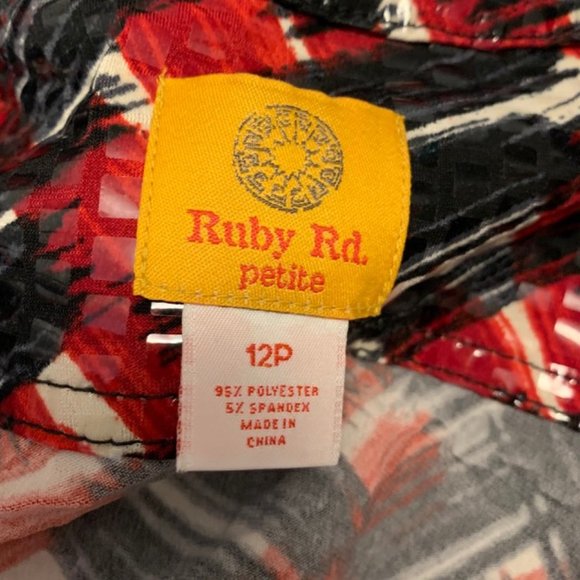 Ruby Rd.
petite
12P
95% POLYESTER
5% SPANDEX
MADE IN
CHINA